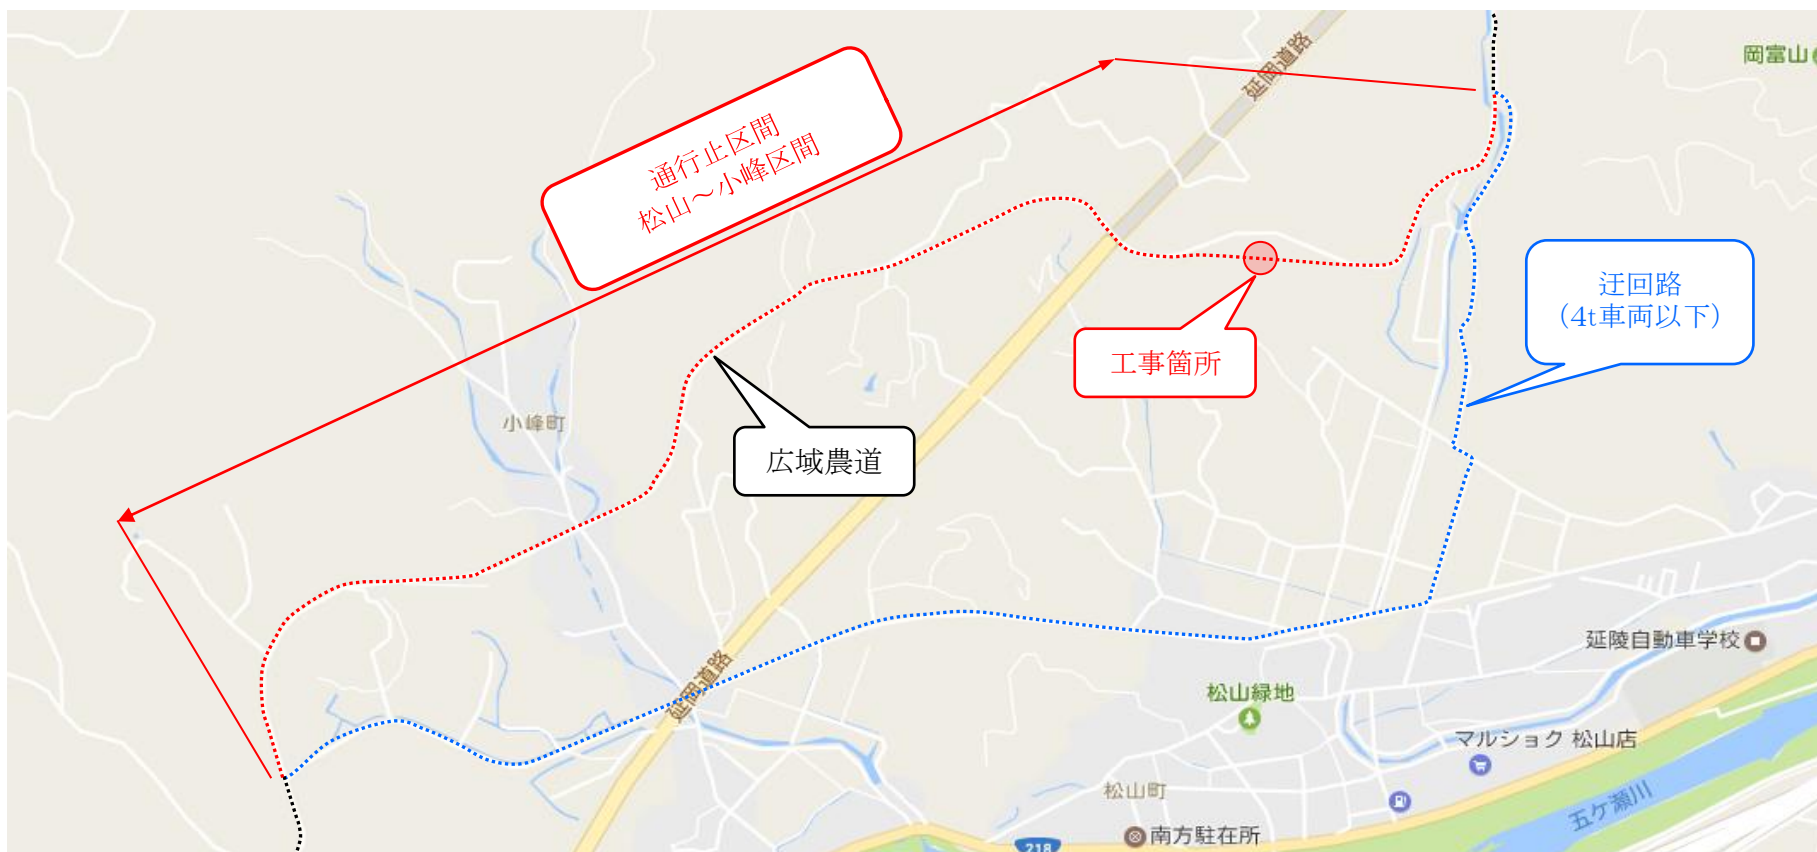 岡富山
延岡道路
通行止区間
松山～小峰区間
迂回路
（4t車両以下）
工事箇所
小峰町
広域農道
延陵自動車学校
延岡道路
松山緑地
マルショク 松山店
松山町
五ケ瀬川
南方駐在所
218